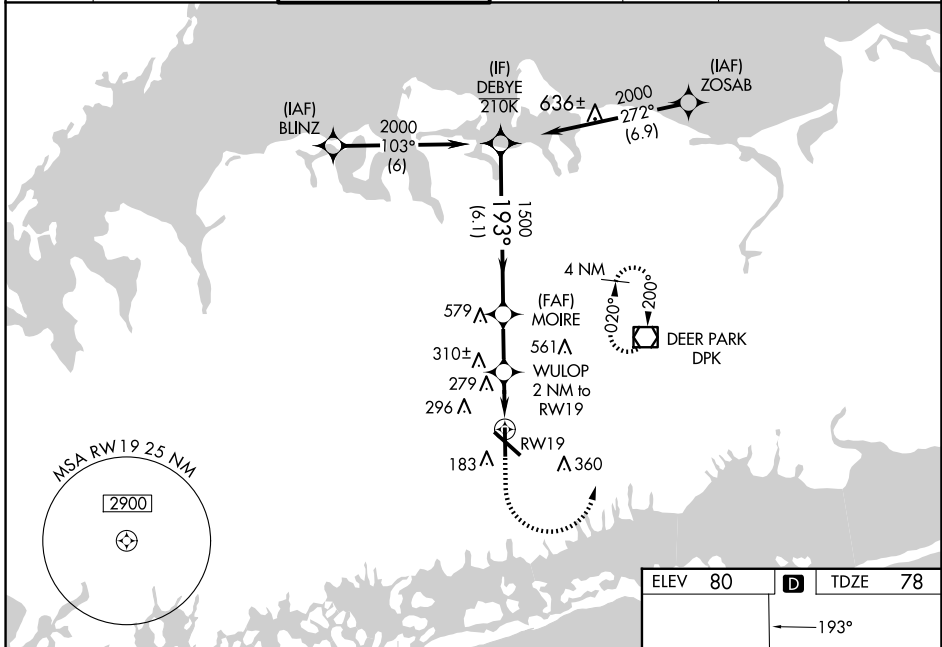 (IAF)
BLINZ
2000
103°
(6)
(IF)
DEBYE
210K
636±
2000
272°
(6.9)
(IAF)
ZOSAB
1500
193°
(6.1)
4 NM
020°
200°
DEER PARK
DPK
579
(FAF)
MOIRE
561
310±
279
WULOP
2 NM to
RW19
296
RW19
183
360
MSA RW19 25 NM
2900
ELEV 80
D
TDZE 78
193°